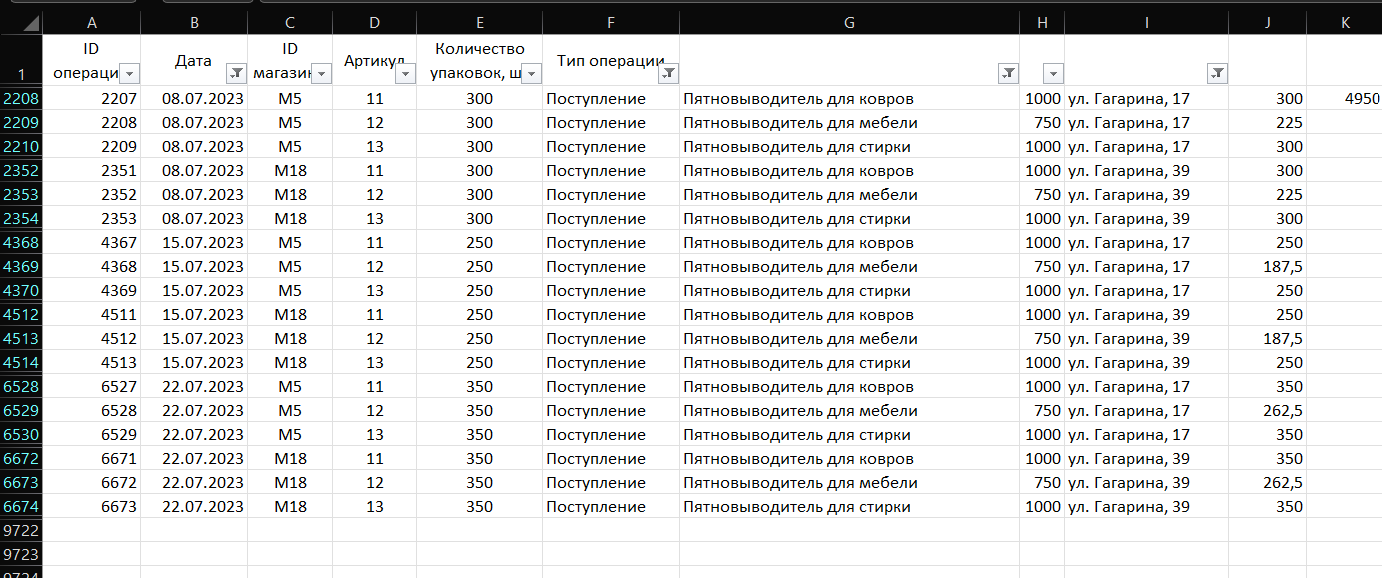 A B C D E F G H I J K
1 ID операци Дата ID магазин Артикул Количество упаковок, ш Тип операции
2208 2207 08.07.2023 M5 11 300 Поступление Пятновыводитель для ковров 1000 ул. Гагарина, 17 300 4950
2209 2208 08.07.2023 M5 12 300 Поступление Пятновыводитель для мебели 750 ул. Гагарина, 17 225
2210 2209 08.07.2023 M5 13 300 Поступление Пятновыводитель для стирки 1000 ул. Гагарина, 17 300
2352 2351 08.07.2023 M18 11 300 Поступление Пятновыводитель для ковров 1000 ул. Гагарина, 39 300
2353 2352 08.07.2023 M18 12 300 Поступление Пятновыводитель для мебели 750 ул. Гагарина, 39 225
2354 2353 08.07.2023 M18 13 300 Поступление Пятновыводитель для стирки 1000 ул. Гагарина, 39 300
4368 4367 15.07.2023 M5 11 250 Поступление Пятновыводитель для ковров 1000 ул. Гагарина, 17 250
4369 4368 15.07.2023 M5 12 250 Поступление Пятновыводитель для мебели 750 ул. Гагарина, 17 187,5
4370 4369 15.07.2023 M5 13 250 Поступление Пятновыводитель для стирки 1000 ул. Гагарина, 17 250
4512 4511 15.07.2023 M18 11 250 Поступление Пятновыводитель для ковров 1000 ул. Гагарина, 39 250
4513 4512 15.07.2023 M18 12 250 Поступление Пятновыводитель для мебели 750 ул. Гагарина, 39 187,5
4514 4513 15.07.2023 M18 13 250 Поступление Пятновыводитель для стирки 1000 ул. Гагарина, 39 250
6528 6527 22.07.2023 M5 11 350 Поступление Пятновыводитель для ковров 1000 ул. Гагарина, 17 350
6529 6528 22.07.2023 M5 12 350 Поступление Пятновыводитель для мебели 750 ул. Гагарина, 17 262,5
6530 6529 22.07.2023 M5 13 350 Поступление Пятновыводитель для стирки 1000 ул. Гагарина, 17 350
6672 6671 22.07.2023 M18 11 350 Поступление Пятновыводитель для ковров 1000 ул. Гагарина, 39 350
6673 6672 22.07.2023 M18 12 350 Поступление Пятновыводитель для мебели 750 ул. Гагарина, 39 262,5
6674 6673 22.07.2023 M18 13 350 Поступление Пятновыводитель для стирки 1000 ул. Гагарина, 39 350
9722
9723
9724